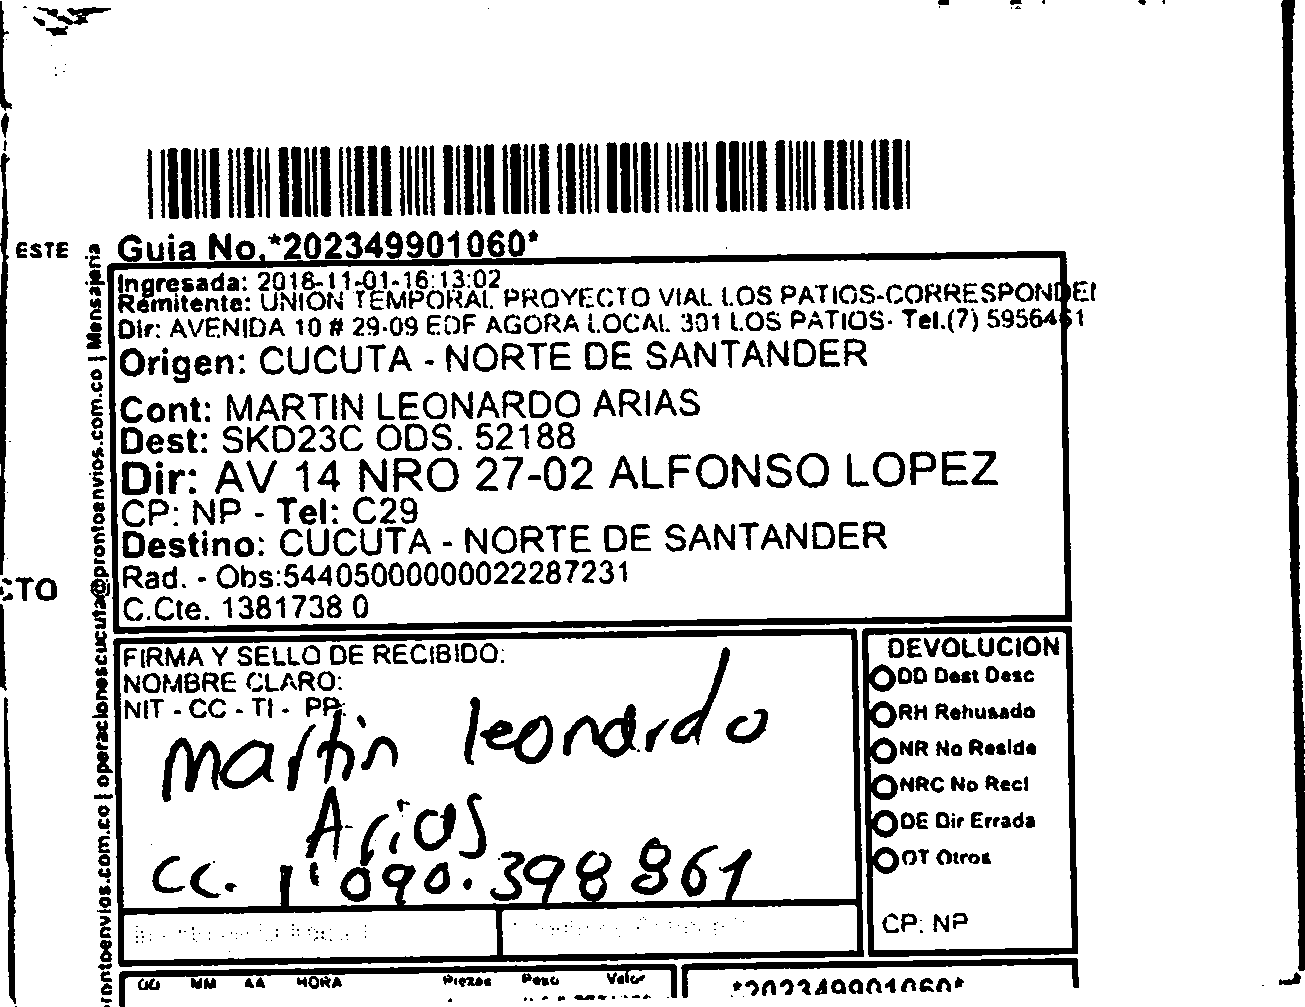 ESTE
Guia No.*202349901060*
Ingresada: 2018-11-01-16:13:02
Remitente: UNION TEMPORAL PROYECTO VIAL LOS PATIOS-CORRESPONDEN
Dir: AVENIDA 10 # 29-09 EDF AGORA LOCAL 301 LOS PATIOS- Tel.(7) 5956461
Origen: CUCUTA - NORTE DE SANTANDER
Cont: MARTIN LEONARDO ARIAS
Dest: SKD23C ODS. 52188
Dir: AV 14 NRO 27-02 ALFONSO LOPEZ
CP: NP - Tel: C29
Destino: CUCUTA - NORTE DE SANTANDER
Rad. - Obs:54405000000022287231
C.Cte. 1381738 0
CTO
ontoenvios.com.co | operacionescucuta@prontoenvios.com.co | Mensajeria
FIRMA Y SELLO DE RECIBIDO:
NOMBRE CLARO:
NIT - CC - TI - PP:
Martin leonardo
Arias
CC. 1'090.398861
DEVOLUCION
DD Dest Desc
RH Rehusado
NR No Reside
NRC No Recl
DE Dir Errada
OT Otros
CP: NP
DD MM AA HORA
Piezas Peso Valor
*202349901060*